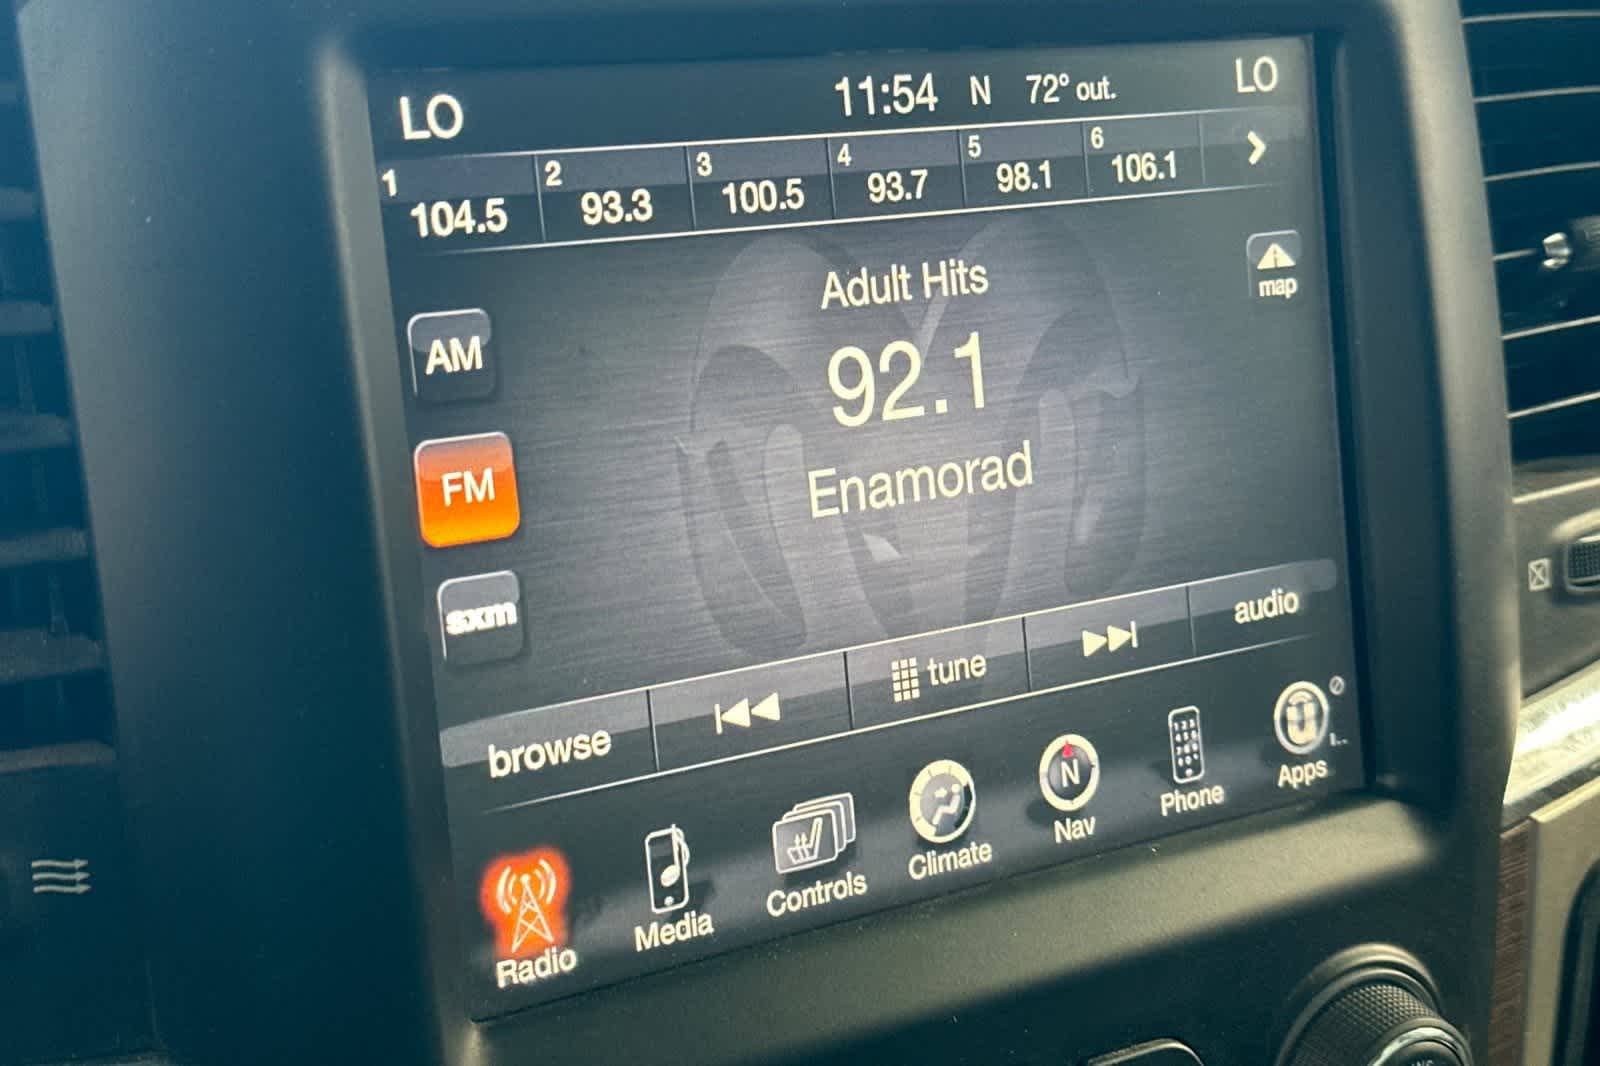 LO 11:54 N 72° out. LO
1 2 3 4 5 6
104.5 93.3 100.5 93.7 98.1 106.1
map
Adult Hits
92.1
Enamorad
AM
FM
sxm
browse tune audio
Radio Media Controls Climate N Nav Phone Apps